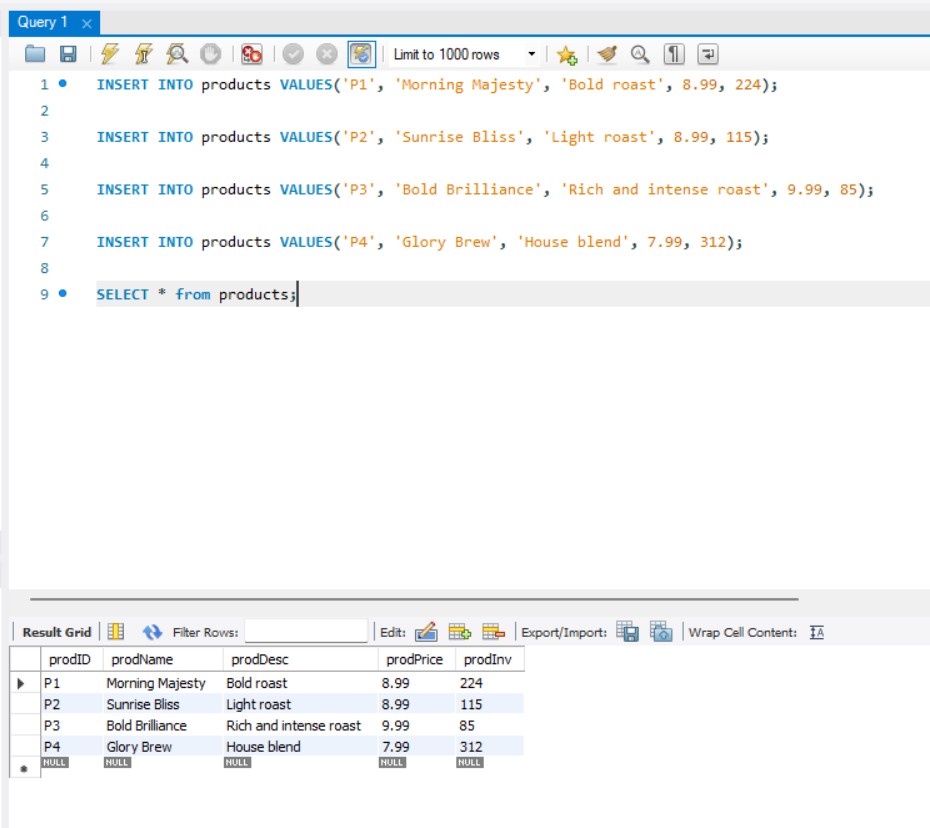 Query 1
Limit to 1000 rows
1 INSERT INTO products VALUES('P1', 'Morning Majesty', 'Bold roast', 8.99, 224);
2
3 INSERT INTO products VALUES('P2', 'Sunrise Bliss', 'Light roast', 8.99, 115);
4
5 INSERT INTO products VALUES('P3', 'Bold Brilliance', 'Rich and intense roast', 9.99, 85);
6
7 INSERT INTO products VALUES('P4', 'Glory Brew', 'House blend', 7.99, 312);
8
9 SELECT * from products;
Result Grid Filter Rows: Edit: Export/Import: Wrap Cell Content:
prodID prodName prodDesc prodPrice prodInv
P1 Morning Majesty Bold roast 8.99 224
P2 Sunrise Bliss Light roast 8.99 115
P3 Bold Brilliance Rich and intense roast 9.99 85
P4 Glory Brew House blend 7.99 312
NULL NULL NULL NULL NULL